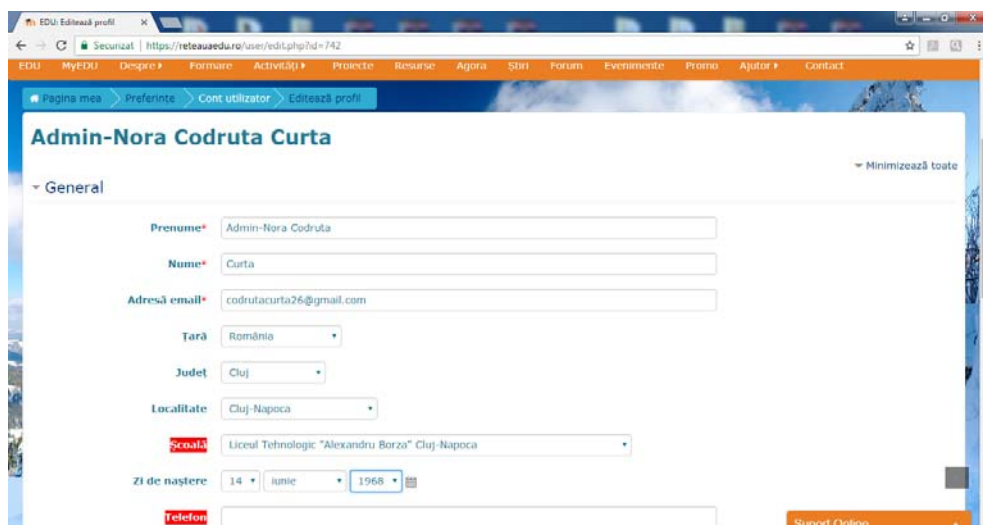 EDU: Editează profil
Securizat | https://reteauaedu.ro/user/edit.php?id=742
EDU MyEDU Despre Formare Activități Proiecte Resurse Agora Știri Forum Evenimente Promo Ajutor Contact
Pagina mea Preferințe Cont utilizator Editează profil
Admin-Nora Codruta Curta
Minimizează toate
General
Prenume* Admin-Nora Codruta
Nume* Curta
Adresă email* codrutacurta26@gmail.com
Țară România
Județ Cluj
Localitate Cluj-Napoca
Școală Liceul Tehnologic "Alexandru Borza" Cluj-Napoca
Zi de naștere 14 iunie 1968
Telefon
Suport Online